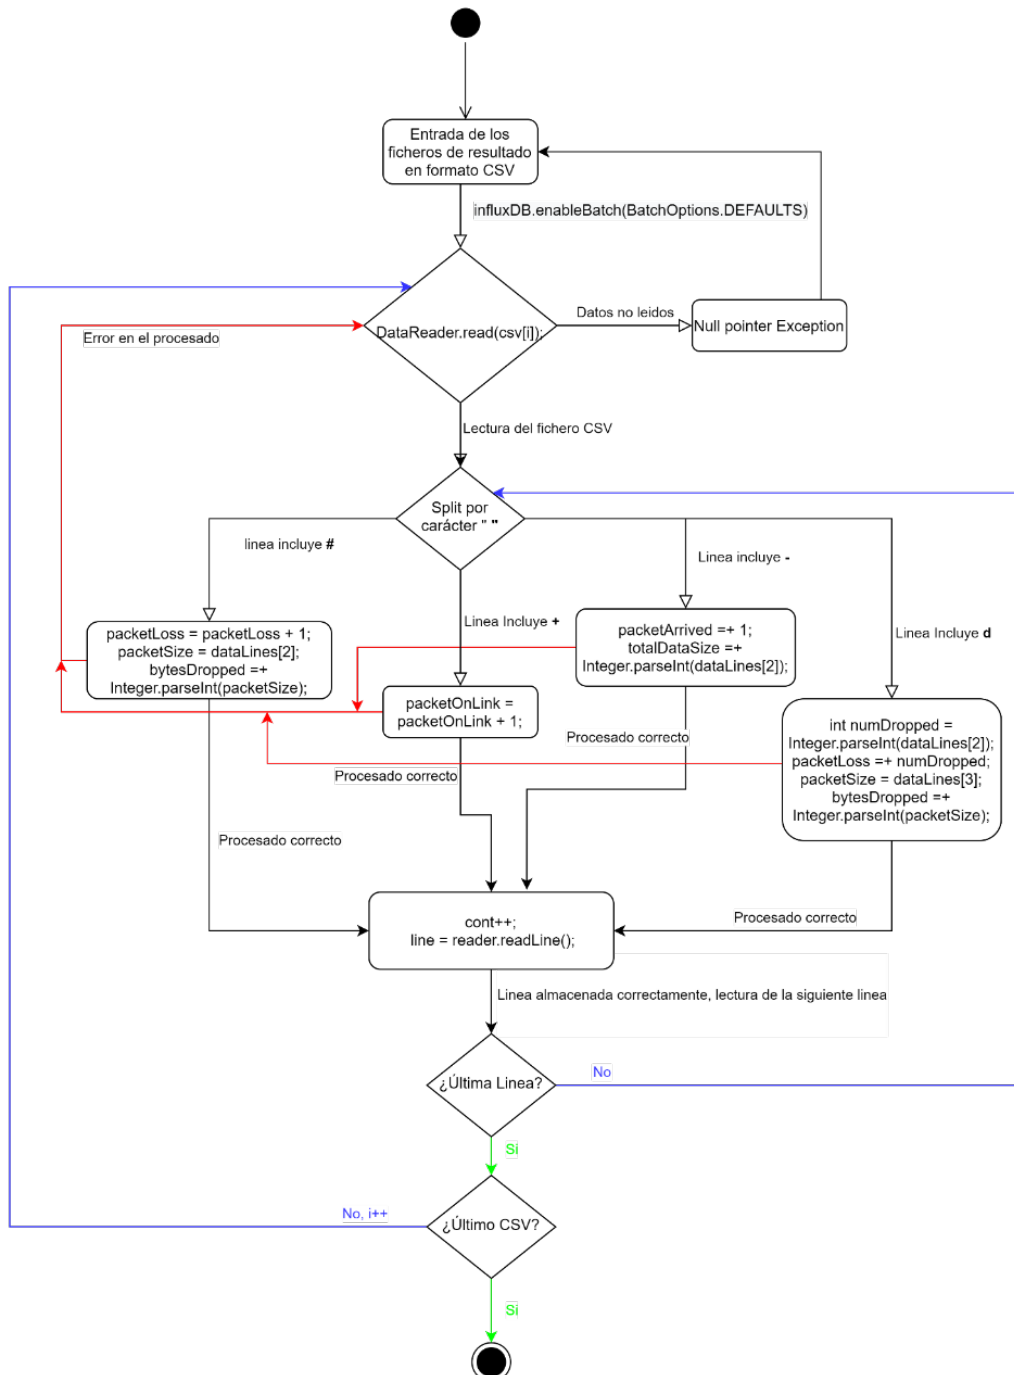 Entrada de los
ficheros de resultado
en formato CSV
influxDB.enableBatch(BatchOptions.DEFAULTS)
DataReader.read(csv[i]);
Datos no leidos
Null pointer Exception
Error en el procesado
Lectura del fichero CSV
Split por
carácter " "
linea incluye #
Linea Incluye +
Linea incluye -
Linea Incluye d
packetLoss = packetLoss + 1;
packetSize = dataLines[2];
bytesDropped =+
Integer.parseInt(packetSize);
packetOnLink =
packetOnLink + 1;
packetArrived =+ 1;
totalDataSize =+
Integer.parseInt(dataLines[2]);
int numDropped =
Integer.parseInt(dataLines[2]);
packetLoss =+ numDropped;
packetSize = dataLines[3];
bytesDropped =+
Integer.parseInt(packetSize);
Procesado correcto
Procesado correcto
Procesado correcto
Procesado correcto
cont++;
line = reader.readLine();
Linea almacenada correctamente, lectura de la siguiente linea
¿Última Linea?
No
Si
¿Último CSV?
No, i++
Si